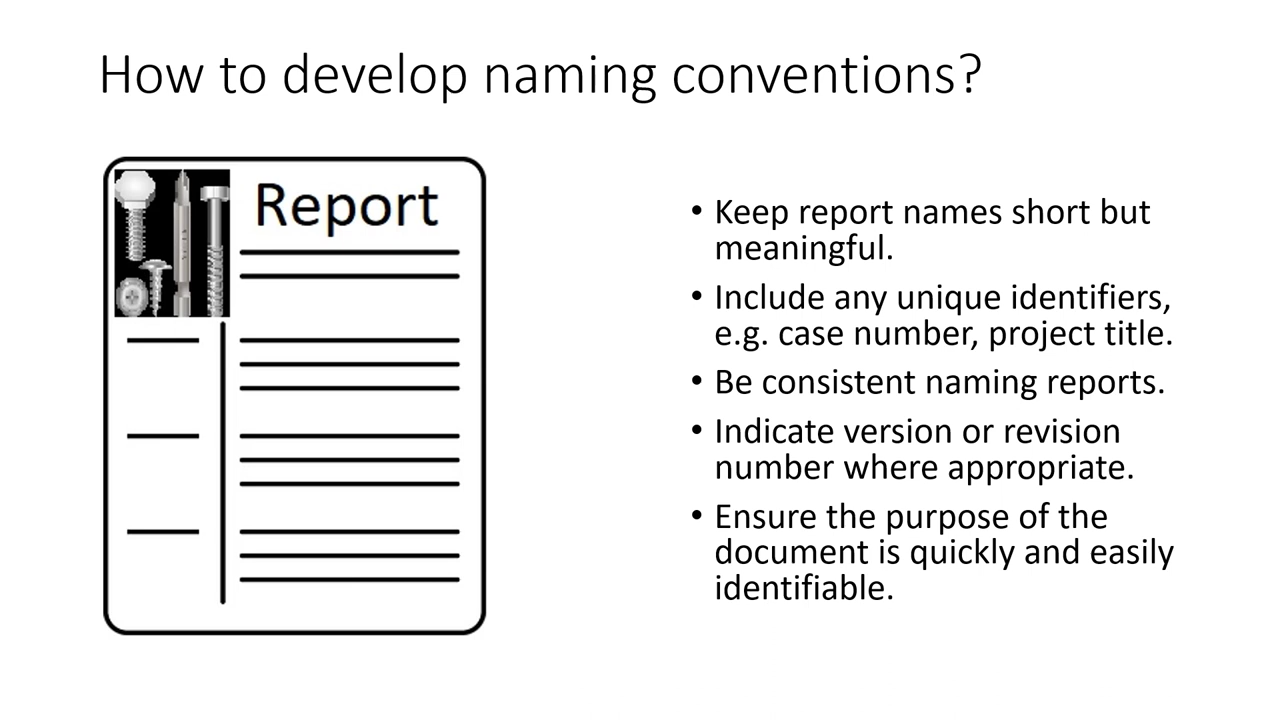 How to develop naming conventions?
Report
• Keep report names short but
meaningful.
• Include any unique identifiers,
e.g. case number, project title.
• Be consistent naming reports.
• Indicate version or revision
number where appropriate.
• Ensure the purpose of the
document is quickly and easily
identifiable.